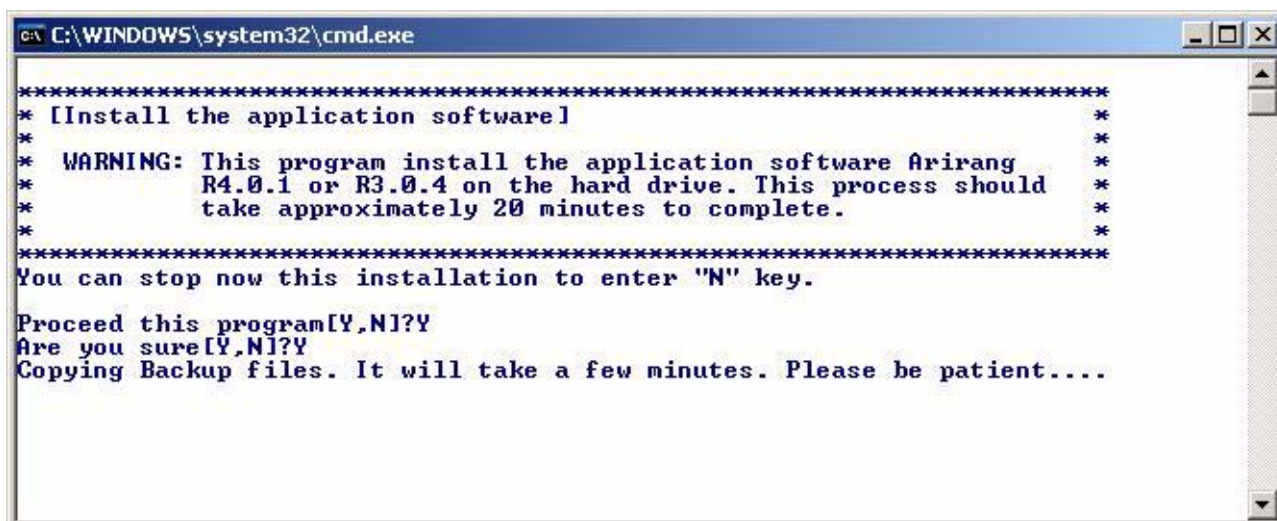 C:\WINDOWS\system32\cmd.exe
***********************************************************************
* [Install the application software] *
* *
* WARNING: This program install the application software Arirang *
* R4.0.1 or R3.0.4 on the hard drive. This process should *
* take approximately 20 minutes to complete. *
* *
***********************************************************************
You can stop now this installation to enter "N" key.
Proceed this program[Y,N]?Y
Are you sure[Y,N]?Y
Copying Backup files. It will take a few minutes. Please be patient....